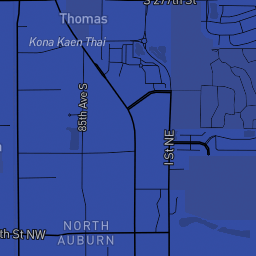 S 277th St
Thomas
Kona Kaen Thai
85th Ave S
I St NE
NORTH
AUBURN
th St NW